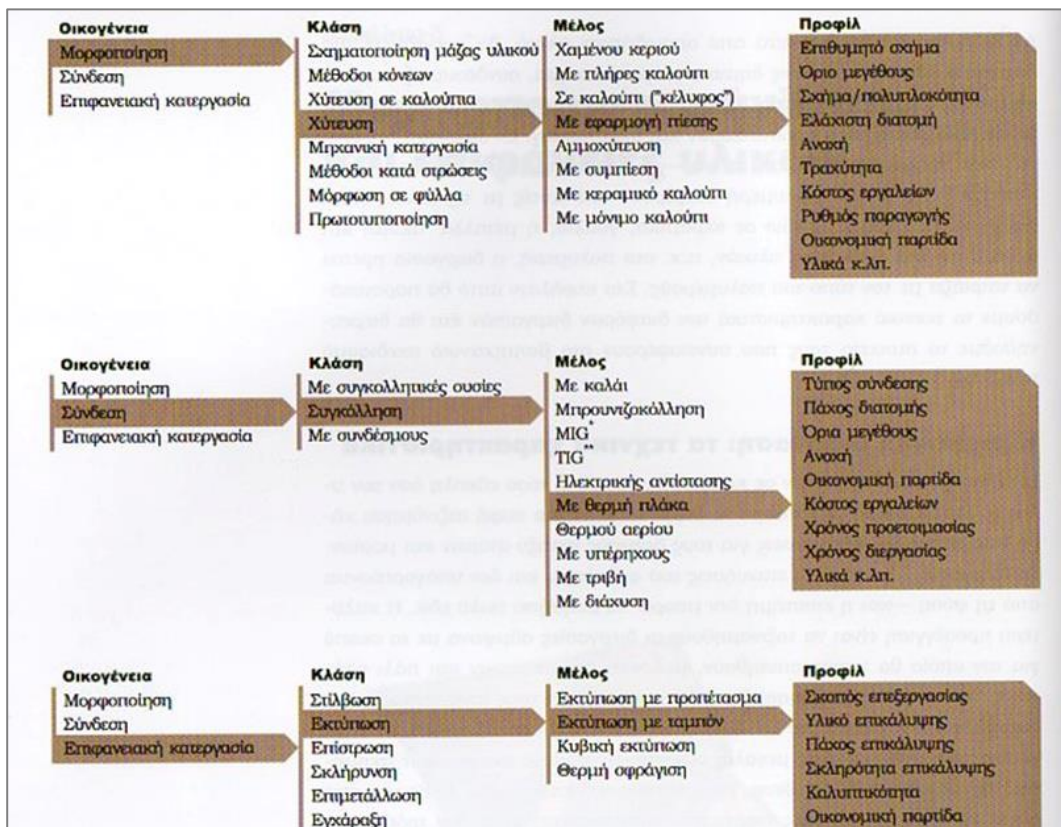 Οικογένεια
Μορφοποίηση
Σύνδεση
Επιφανειακή κατεργασία
Κλάση
Σχηματοποίηση μάζας υλικού
Μέθοδοι κόνεων
Χύτευση σε καλούπια
Χύτευση
Μηχανική κατεργασία
Μέθοδοι κατά στρώσεις
Μόρφωση σε φύλλα
Πρωτοτυποποίηση
Μέλος
Χαμένου κεριού
Με πλήρες καλούπι
Σε καλούπι ("κέλυφος")
Με εφαρμογή πίεσης
Αμμοχύτευση
Με συμπίεση
Με κεραμικό καλούπι
Με μόνιμο καλούπι
Προφίλ
Επιθυμητό σχήμα
Όριο μεγέθους
Σχήμα/πολυπλοκότητα
Ελάχιστη διατομή
Ανοχή
Τραχύτητα
Κόστος εργαλείων
Ρυθμός παραγωγής
Οικονομική παρτίδα
Υλικά κ.λπ.
Οικογένεια
Μορφοποίηση
Σύνδεση
Επιφανειακή κατεργασία
Κλάση
Με συγκολλητικές ουσίες
Συγκόλληση
Με συνδέσμους
Μέλος
Με καλάι
Μπρουντζοκόλληση
MIG*
TIG**
Ηλεκτρικής αντίστασης
Με θερμή πλάκα
Θερμού αερίου
Με υπέρηχους
Με τριβή
Με διάχυση
Προφίλ
Τύπος σύνδεσης
Πάχος διατομής
Όρια μεγέθους
Ανοχή
Οικονομική παρτίδα
Κόστος εργαλείων
Χρόνος προετοιμασίας
Χρόνος διεργασίας
Υλικά κ.λπ.
Οικογένεια
Μορφοποίηση
Σύνδεση
Επιφανειακή κατεργασία
Κλάση
Στίλβωση
Εκτύπωση
Επίστρωση
Σκλήρυνση
Επιμετάλλωση
Εγχάραξη
Μέλος
Εκτύπωση με προπέτασμα
Εκτύπωση με ταμπόν
Κυβική εκτύπωση
Θερμή σφράγιση
Προφίλ
Σκοπός επεξεργασίας
Υλικό επικάλυψης
Πάχος επικάλυψης
Σκληρότητα επικάλυψης
Καλυπτικότητα
Οικονομική παρτίδα